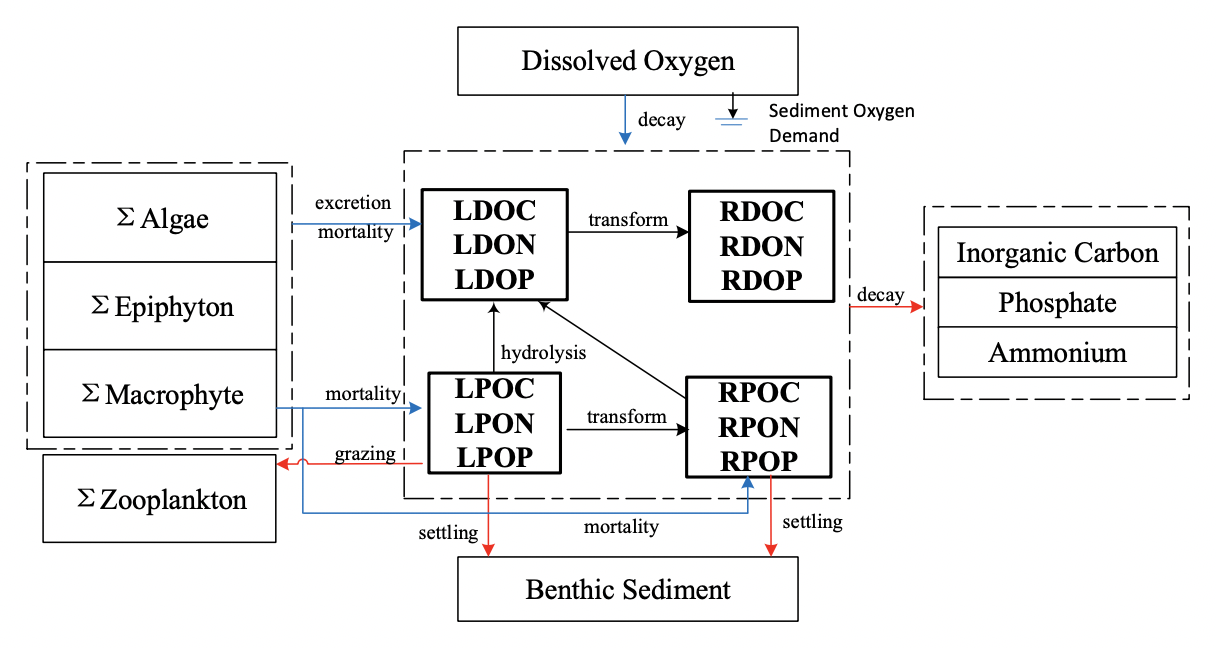 Dissolved Oxygen
decay
Sediment Oxygen
Demand
Σ Algae
Σ Epiphyton
Σ Macrophyte
Σ Zooplankton
excretion
mortality
LDOC
LDON
LDOP
transform
RDOC
RDON
RDOP
decay
Inorganic Carbon
Phosphate
Ammonium
hydrolysis
mortality
LPOC
LPON
LPOP
transform
RPOC
RPON
RPOP
grazing
settling
mortality
settling
Benthic Sediment